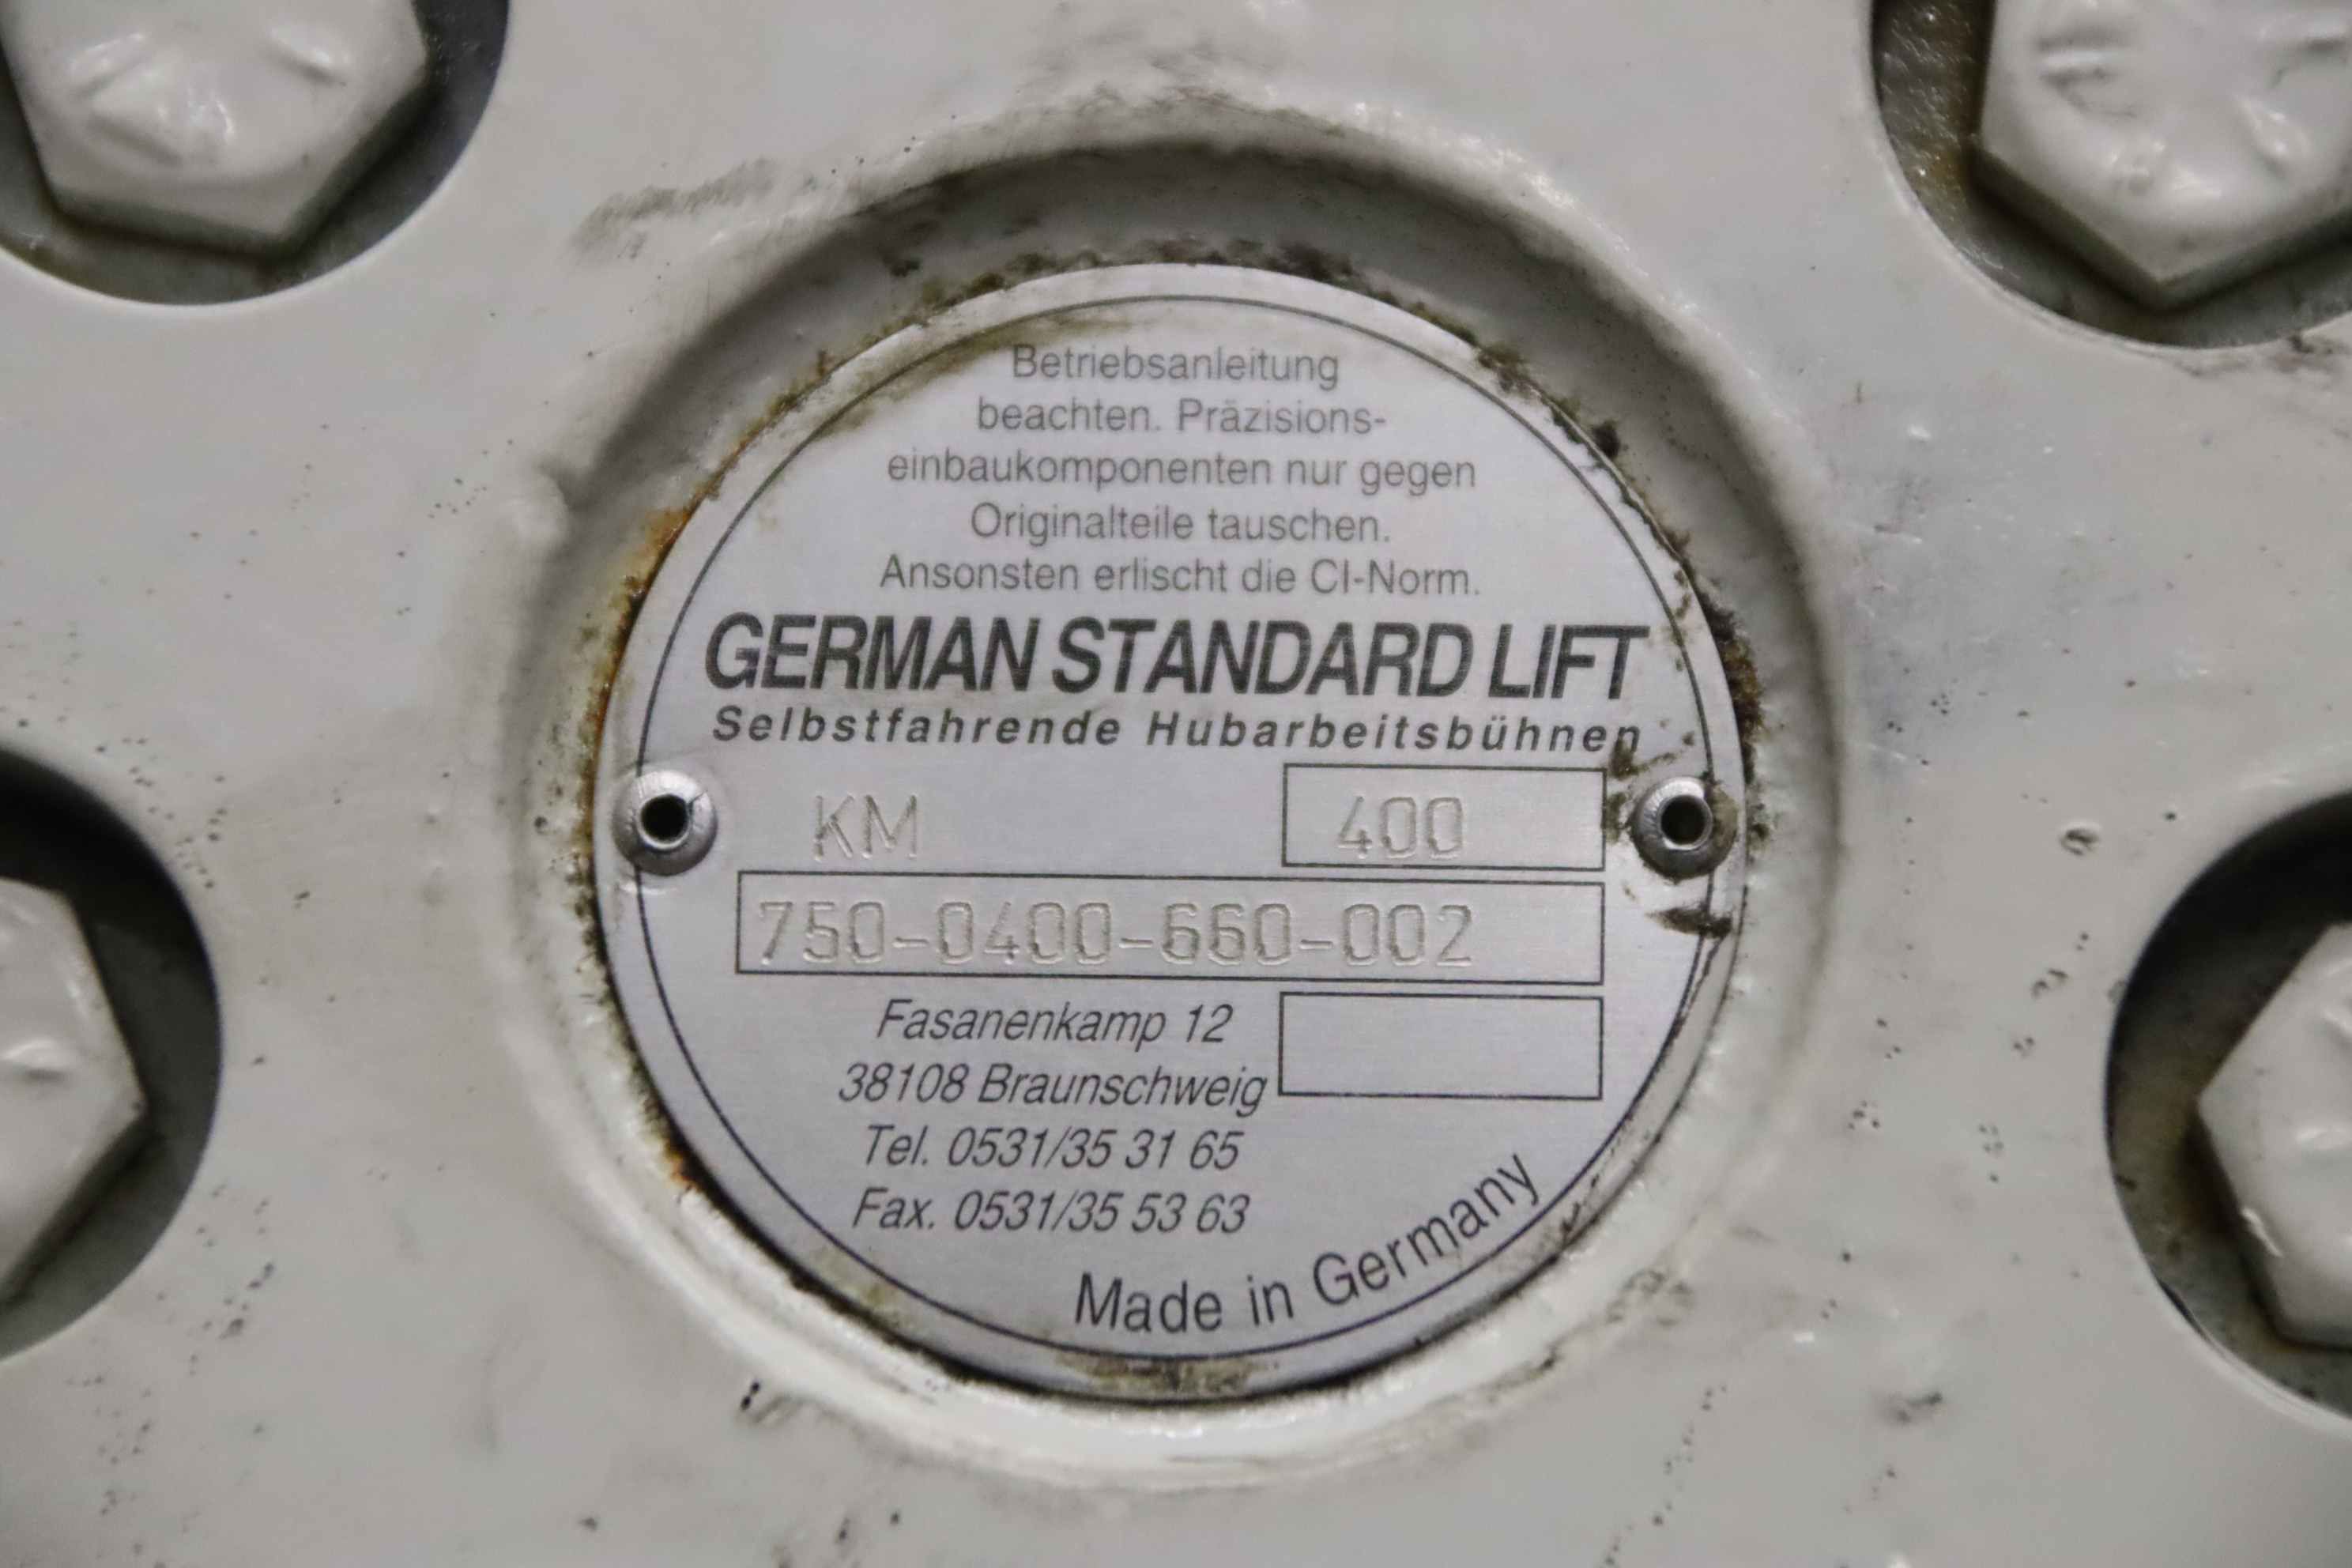 Betriebsanleitung
beachten. Präzisions-
einbaukomponenten nur gegen
Originalteile tauschen.
Ansonsten erlischt die CI-Norm.
GERMAN STANDARD LIFT
Selbstfahrende Hubarbeitsbühnen
KM 400
750-0400-660-002
Fasanenkamp 12
38108 Braunschweig
Tel. 0531/35 31 65
Fax. 0531/35 53 63
Made in Germany